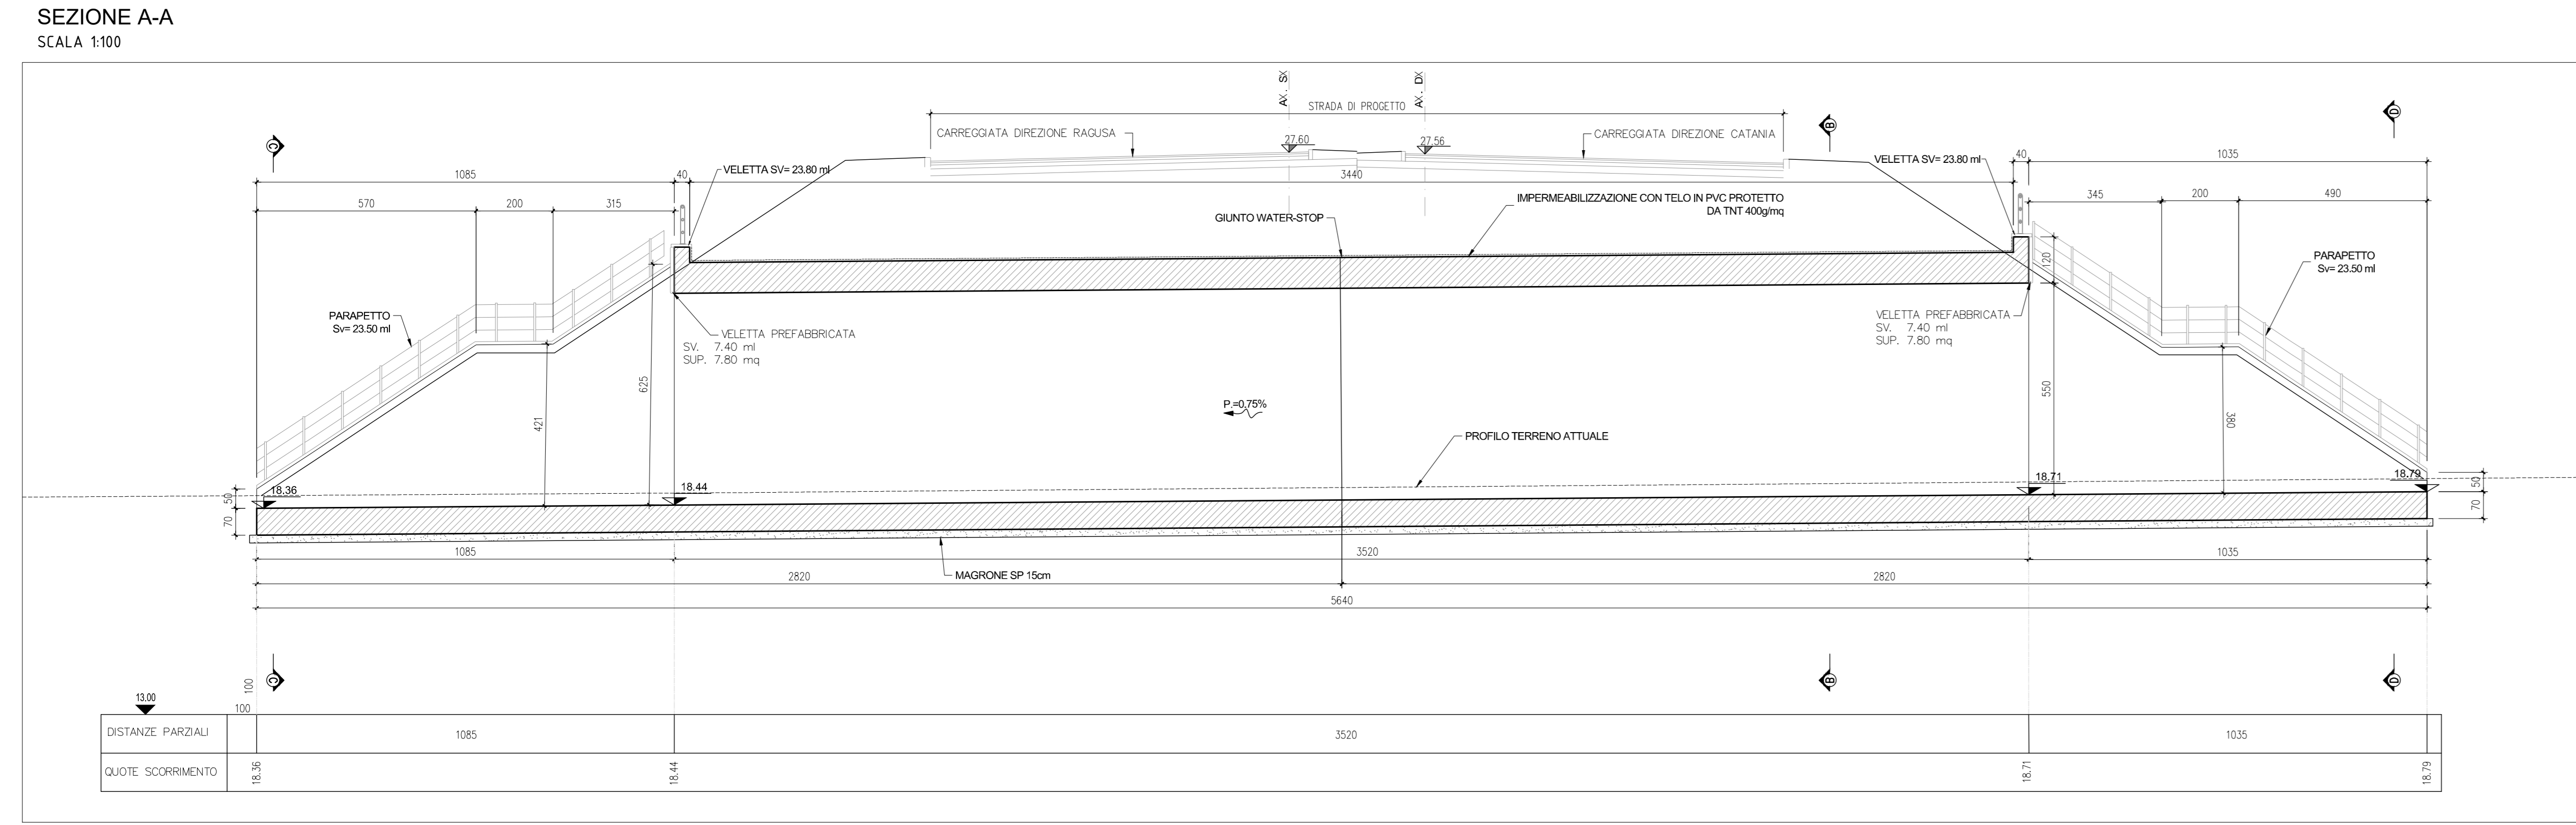 SEZIONE A-A
SCALA 1:100
AX. SX
AX. DX
STRADA DI PROGETTO
CARREGGIATA DIREZIONE RAGUSA
27.60
27.56
CARREGGIATA DIREZIONE CATANIA
C
B
D
VELETTA SV= 23.80 ml
VELETTA SV= 23.80 ml
1085
40
3440
40
1035
570
200
315
345
200
490
IMPERMEABILIZZAZIONE CON TELO IN PVC PROTETTO
DA TNT 400g/mq
GIUNTO WATER-STOP
PARAPETTO
Sv= 23.50 ml
PARAPETTO
Sv= 23.50 ml
120
VELETTA PREFABBRICATA
SV. 7.40 ml
SUP. 7.80 mq
VELETTA PREFABBRICATA
SV. 7.40 ml
SUP. 7.80 mq
421
625
550
380
P.=0,75%
PROFILO TERRENO ATTUALE
18.36
18.44
18.71
18.79
50
70
50
70
1085
3520
1035
MAGRONE SP 15cm
2820
2820
5640
C
B
D
100
100
13.00
DISTANZE PARZIALI
1085
3520
1035
QUOTE SCORRIMENTO
18.36
18.44
18.71
18.79